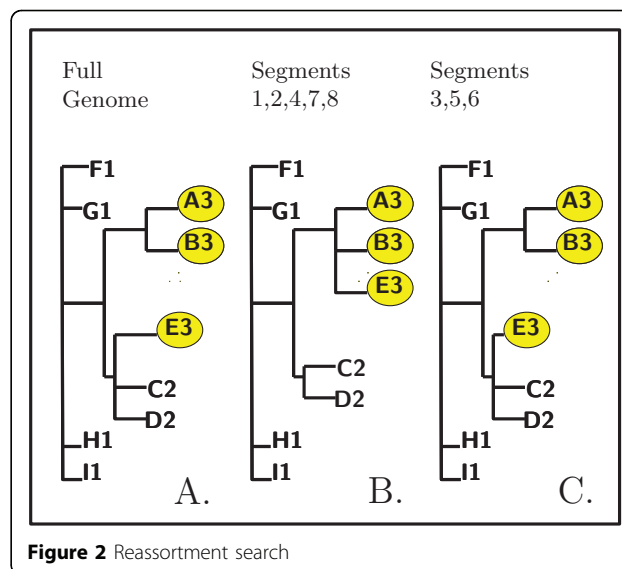 Full Genome
Segments 1,2,4,7,8
Segments 3,5,6
F1
G1
A3
B3
E3
C2
D2
H1
I1
A.
F1
G1
A3
B3
E3
C2
D2
H1
I1
B.
F1
G1
A3
B3
E3
C2
D2
H1
I1
C.
Figure 2 Reassortment search